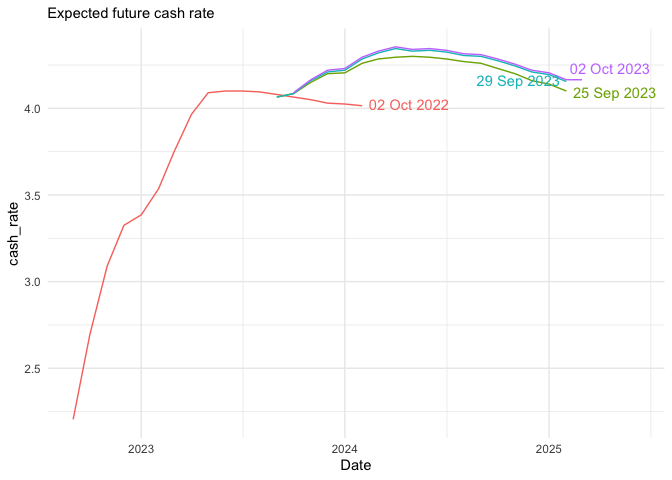 Expected future cash rate
cash_rate
4.0
3.5
3.0
2.5
02 Oct 2022
29 Sep 2023
02 Oct 2023
25 Sep 2023
2023
2024
2025
Date